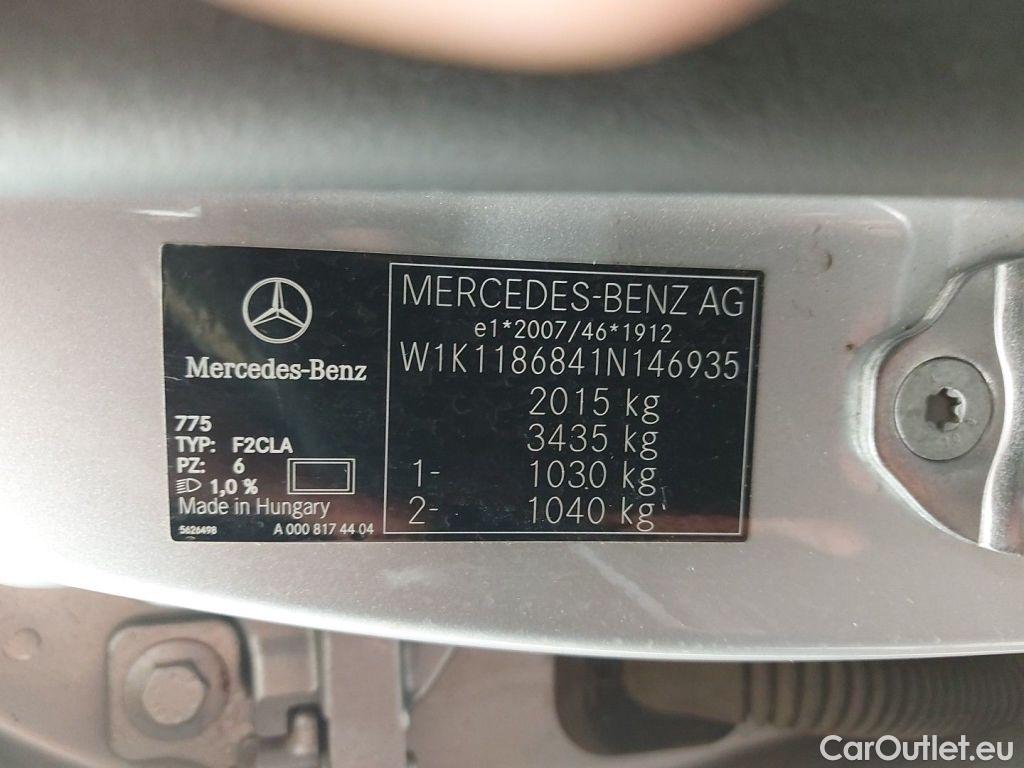 Mercedes-Benz
775
TYP: F2CLA
PZ: 6
1,0 %
Made in Hungary
5626498
A 000 817 44 04
MERCEDES-BENZ AG
e1*2007/46*1912
W1K1186841N146935
2015 kg
3435 kg
1- 1030 kg
2- 1040 kg
CarOutlet.eu